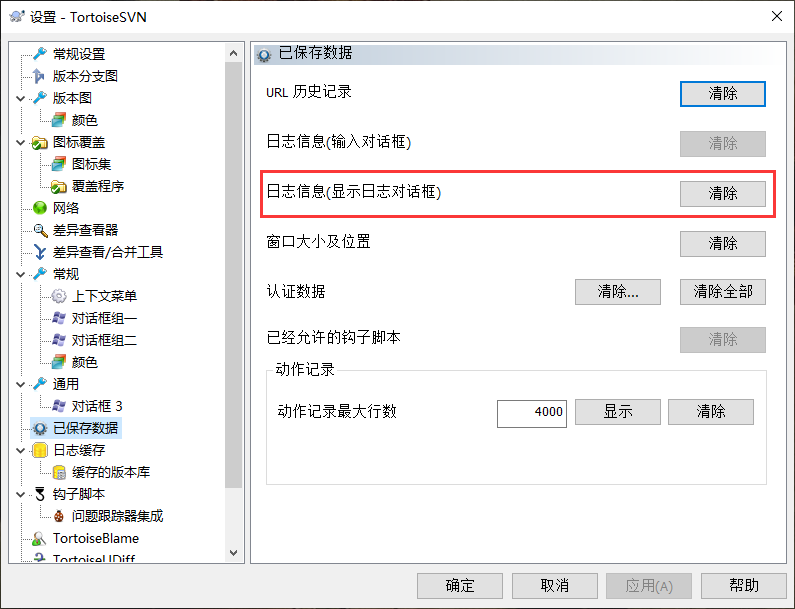 设置 - TortoiseSVN
常规设置
版本分支图
版本图
颜色
图标覆盖
图标集
覆盖程序
网络
差异查看器
差异查看/合并工具
常规
上下文菜单
对话框组一
对话框组二
颜色
通用
对话框 3
已保存数据
日志缓存
缓存的版本库
钩子脚本
问题跟踪器集成
TortoiseBlame
TortoiseUDiff
已保存数据
URL 历史记录 清除
日志信息(输入对话框) 清除
日志信息(显示日志对话框) 清除
窗口大小及位置 清除
认证数据 清除... 清除全部
已经允许的钩子脚本 清除
动作记录
动作记录最大行数 4000 显示 清除
确定 取消 应用(A) 帮助